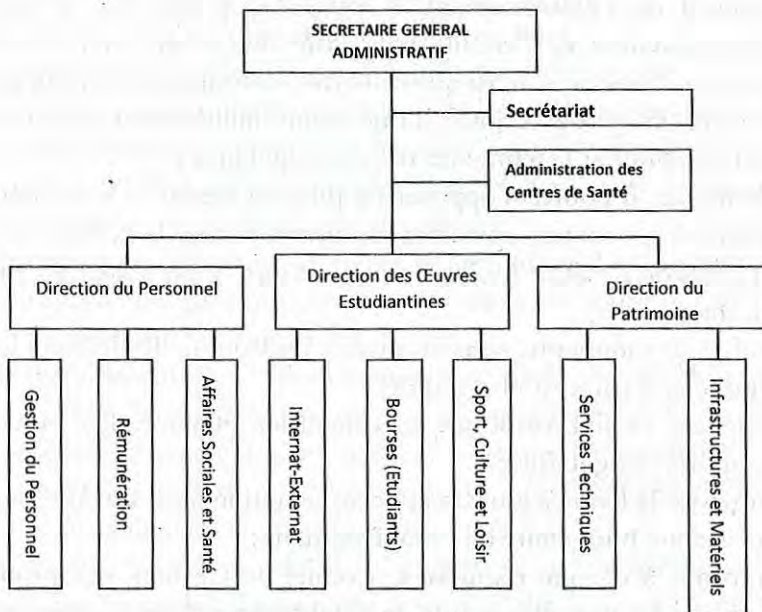 SECRETAIRE GENERAL
ADMINISTRATIF
Secrétariat
Administration des
Centres de Santé
Direction du Personnel
Direction des Œuvres
Estudiantines
Direction du
Patrimoine
Gestion du Personnel
Rémunération
Affaires Sociales et Santé
Internat-Externat
Bourses (Etudiants)
Sport, Culture et Loisir
Services Techniques
Infrastructures et Matériels